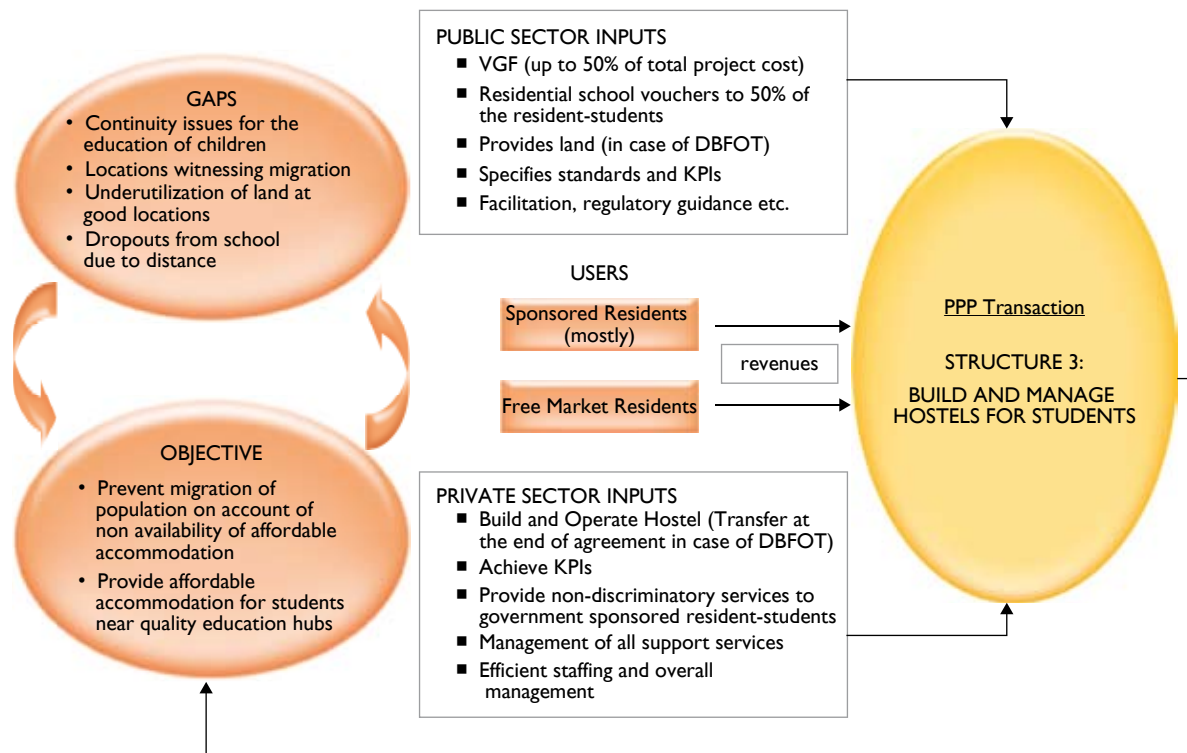 GAPS
• Continuity issues for the
education of children
• Locations witnessing migration
• Underutilization of land at
good locations
• Dropouts from school
due to distance
OBJECTIVE
• Prevent migration of
population on account of
non availability of affordable
accommodation
• Provide affordable
accommodation for students
near quality education hubs
PUBLIC SECTOR INPUTS
■ VGF (up to 50% of total project cost)
■ Residential school vouchers to 50% of
the resident-students
■ Provides land (in case of DBFOT)
■ Specifies standards and KPIs
■ Facilitation, regulatory guidance etc.
USERS
Sponsored Residents
(mostly)
revenues
Free Market Residents
PRIVATE SECTOR INPUTS
■ Build and Operate Hostel (Transfer at
the end of agreement in case of DBFOT)
■ Achieve KPIs
■ Provide non-discriminatory services to
government sponsored resident-students
■ Management of all support services
■ Efficient staffing and overall
management
PPP Transaction
STRUCTURE 3:
BUILD AND MANAGE
HOSTELS FOR STUDENTS